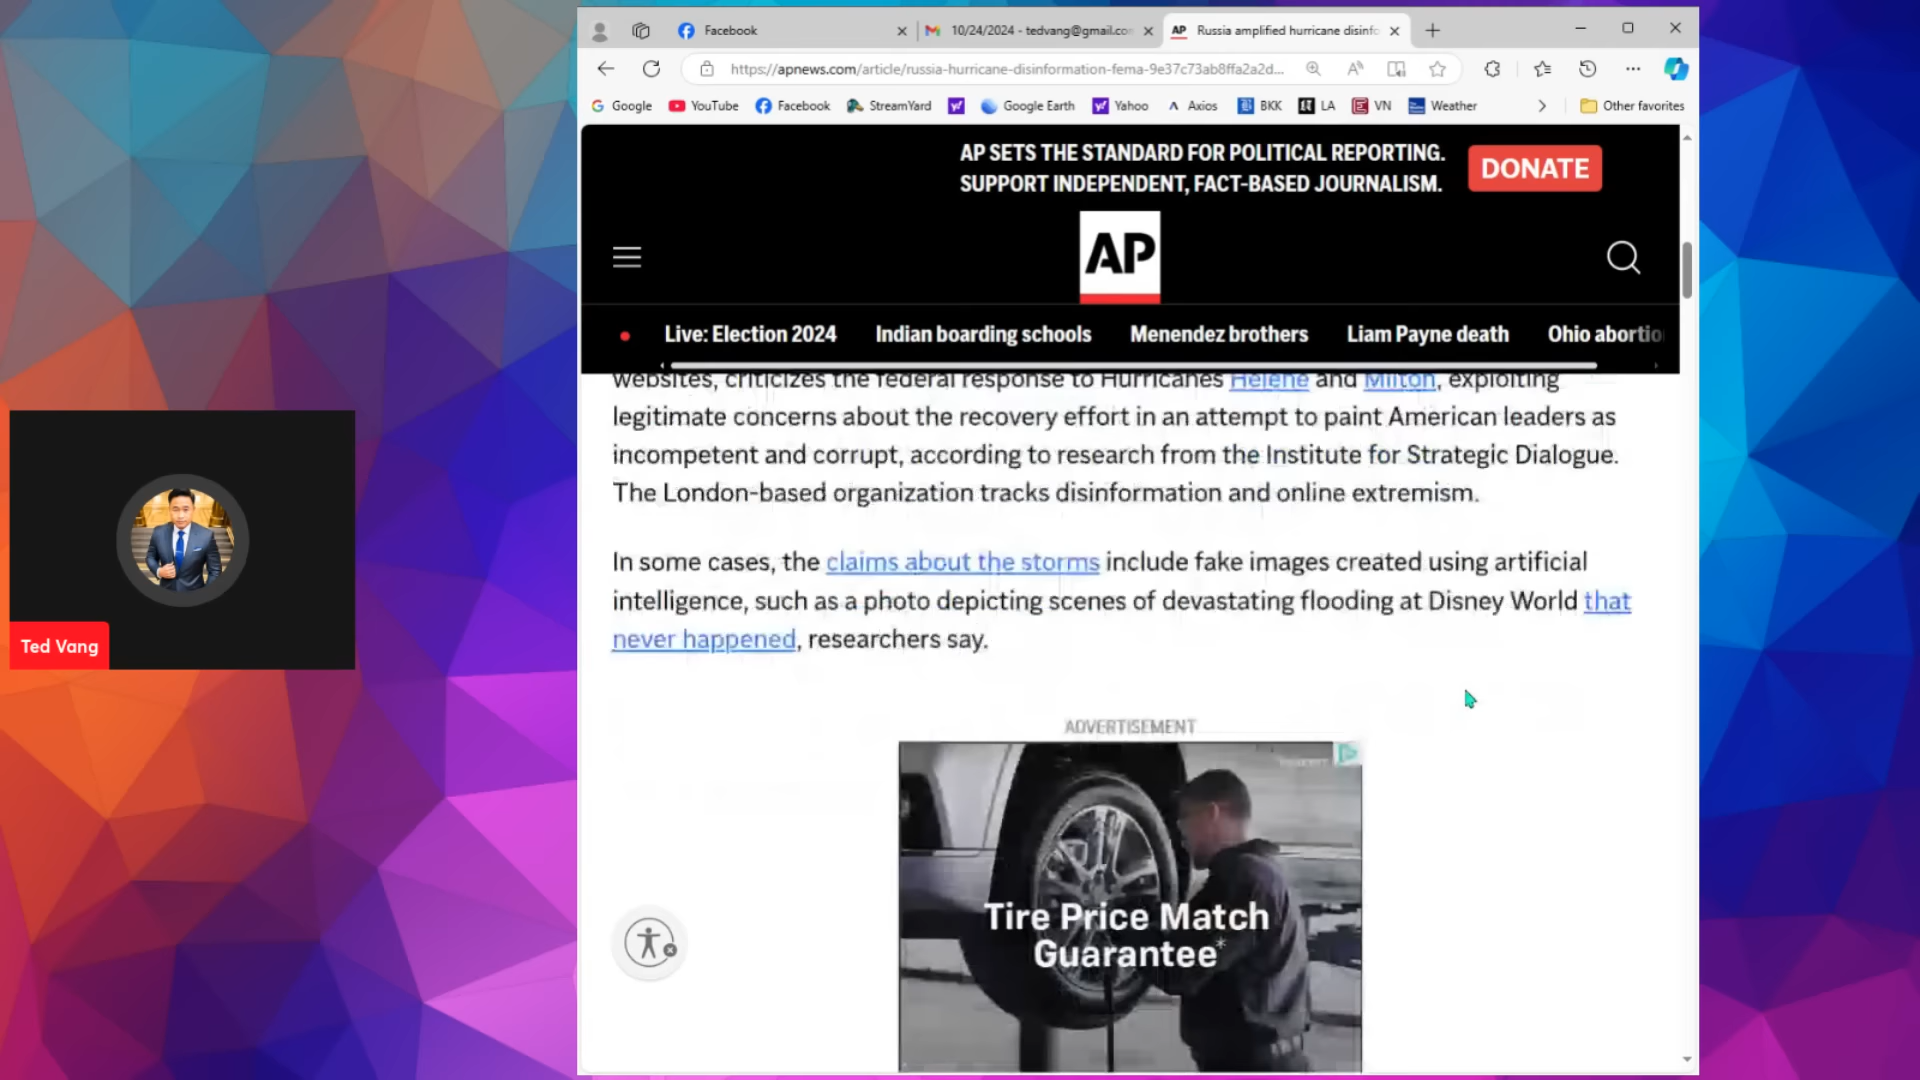 Facebook
10/24/2024 - tedvang@gmail.co
AP Russia amplified hurricane disinfo
https://apnews.com/article/russia-hurricane-disinformation-fema-9e37c73ab8ffa2a2d...
Google YouTube Facebook StreamYard Google Earth Yahoo Axios BKK LA VN Weather Other favorites
AP SETS THE STANDARD FOR POLITICAL REPORTING.
SUPPORT INDEPENDENT, FACT-BASED JOURNALISM.
DONATE
AP
Live: Election 2024 Indian boarding schools Menendez brothers Liam Payne death Ohio abortio
websites, criticizes the federal response to Hurricanes Helene and Milton, exploiting
legitimate concerns about the recovery effort in an attempt to paint American leaders as
incompetent and corrupt, according to research from the Institute for Strategic Dialogue.
The London-based organization tracks disinformation and online extremism.
In some cases, the claims about the storms include fake images created using artificial
intelligence, such as a photo depicting scenes of devastating flooding at Disney World that
never happened, researchers say.
ADVERTISEMENT
Tire Price Match
Guarantee*
Ted Vang